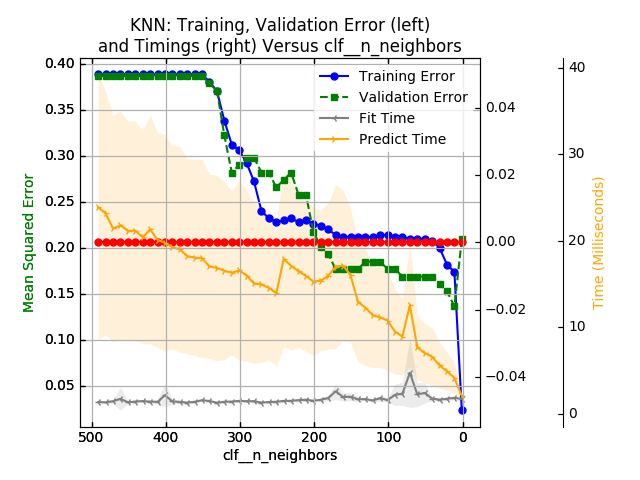 KNN: Training, Validation Error (left)
and Timings (right) Versus clf__n_neighbors
Training Error
Validation Error
Fit Time
Predict Time
Mean Squared Error
0.40
0.35
0.30
0.25
0.20
0.15
0.10
0.05
0.04
0.02
0.00
−0.02
−0.04
40
30
20
10
0
Time (Milliseconds)
500
400
300
200
100
0
clf__n_neighbors